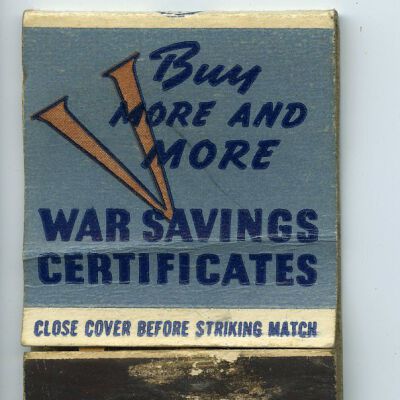 Buy
MORE AND
MORE
WAR SAVINGS
CERTIFICATES
CLOSE COVER BEFORE STRIKING MATCH